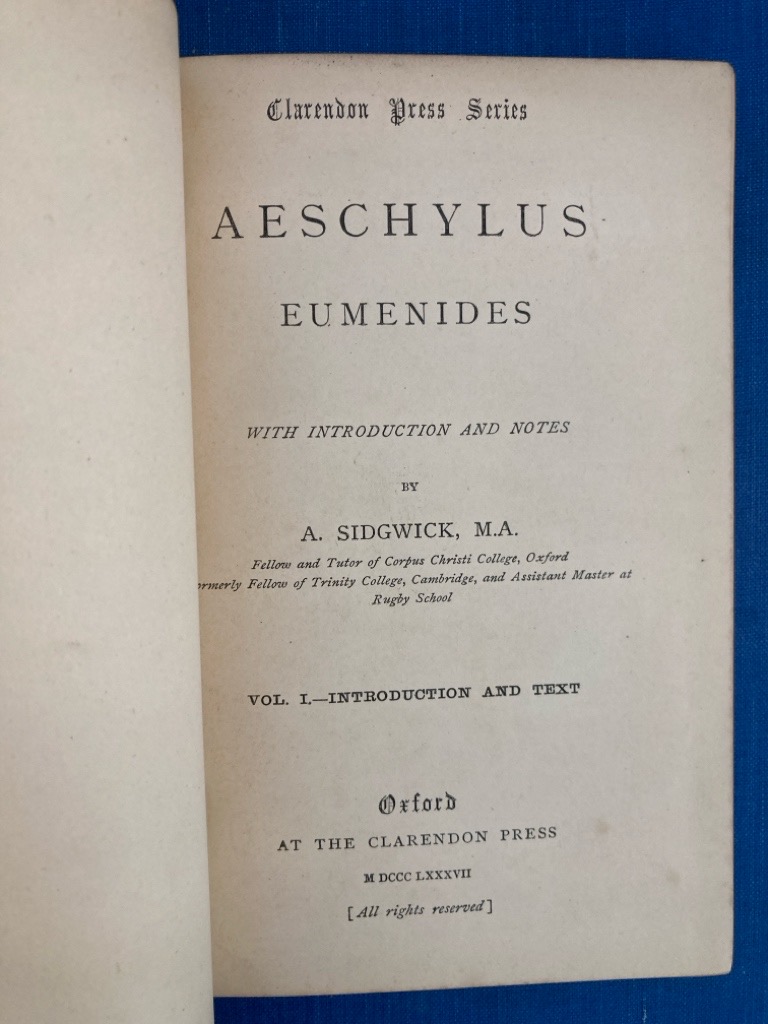 Clarendon Press Series
AESCHYLUS
EUMENIDES
WITH INTRODUCTION AND NOTES
BY
A. SIDGWICK, M.A.
Fellow and Tutor of Corpus Christi College, Oxford
ormerly Fellow of Trinity College, Cambridge, and Assistant Master at
Rugby School
VOL. I.—INTRODUCTION AND TEXT
Oxford
AT THE CLARENDON PRESS
M DCCC LXXXVII
[All rights reserved]